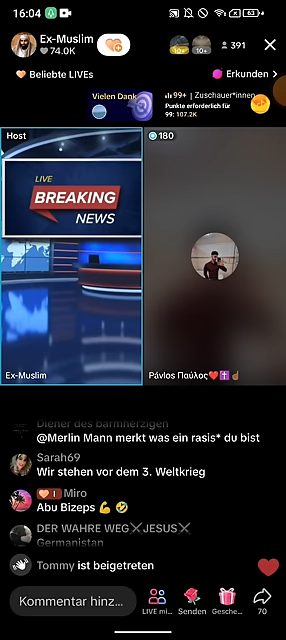 16:04
63
Ex-Muslim
74.0K
10+
10+
391
Beliebte LIVEs
Erkunden >
Vielen Dank
99+ | Zuschauer*innen
Punkte erforderlich für
99: 107.2K
Host
180
LIVE
BREAKING
NEWS
Ex-Muslim
Pávlos Παύλος❤️✝️☝🏾
Diener des barmherzigen
@Merlin Mann merkt was ein rasis* du bist
Sarah69
Wir stehen vor dem 3. Weltkrieg
I Miro
Abu Bizeps 💪 🤣
DER WAHRE WEG⚔JESUS⚔
Germanistan
Tommy ist beigetreten
Kommentar hinz...
LIVE mi...
Senden
Gesche...
70